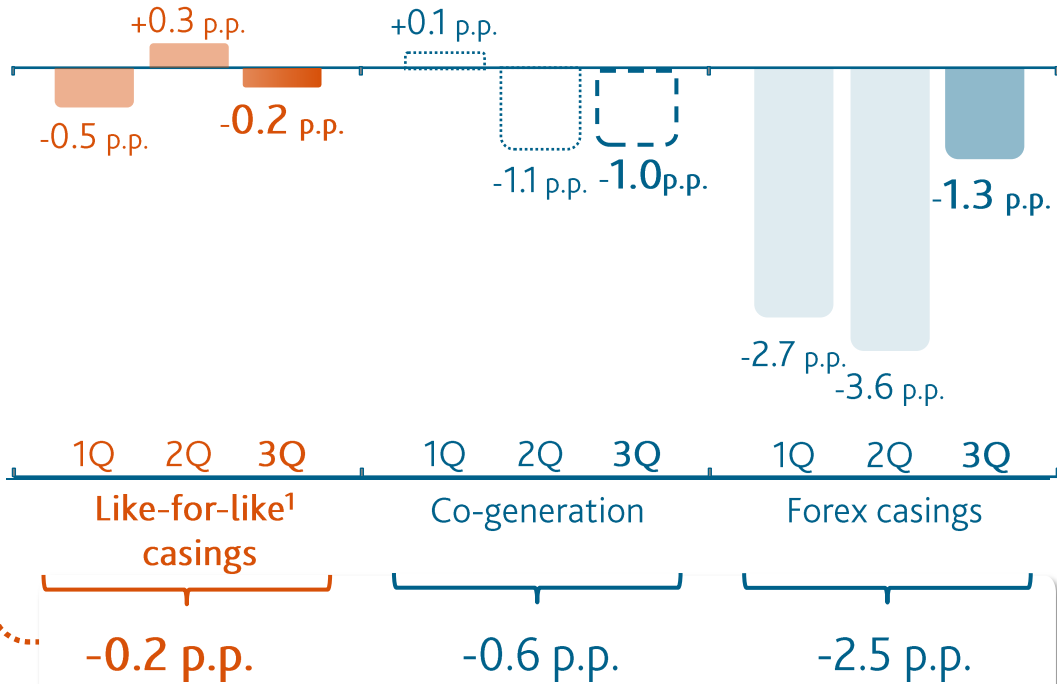 +0.3 p.p.
+0.1 p.p.
-0.5 p.p.
-0.2 p.p.
-1.1 p.p.
-1.0p.p.
-1.3 p.p.
-2.7 p.p.
-3.6 p.p.
1Q 2Q 3Q 1Q 2Q 3Q 1Q 2Q 3Q
Like-for-like¹
casings
Co-generation
Forex casings
-0.2 p.p.
-0.6 p.p.
-2.5 p.p.